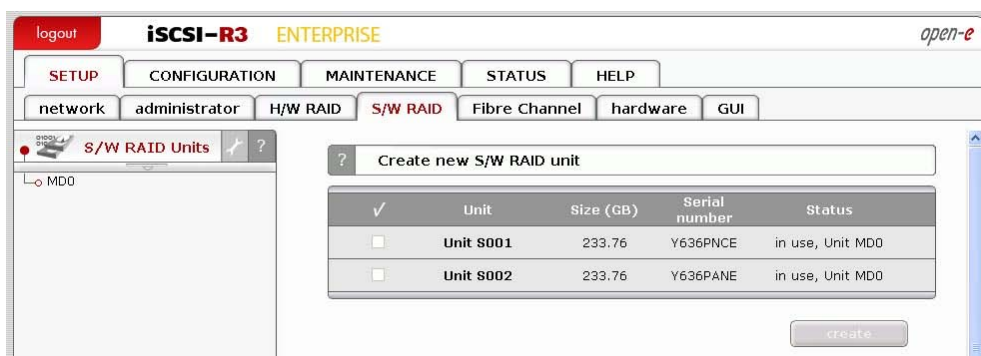 logout
iSCSI-R3 ENTERPRISE
open-e
SETUP CONFIGURATION MAINTENANCE STATUS HELP
network administrator H/W RAID S/W RAID Fibre Channel hardware GUI
S/W RAID Units ?
MD0
? Create new S/W RAID unit
Unit Size (GB) Serial number Status
Unit S001 233.76 Y636PNCE in use, Unit MD0
Unit S002 233.76 Y636PANE in use, Unit MD0
create